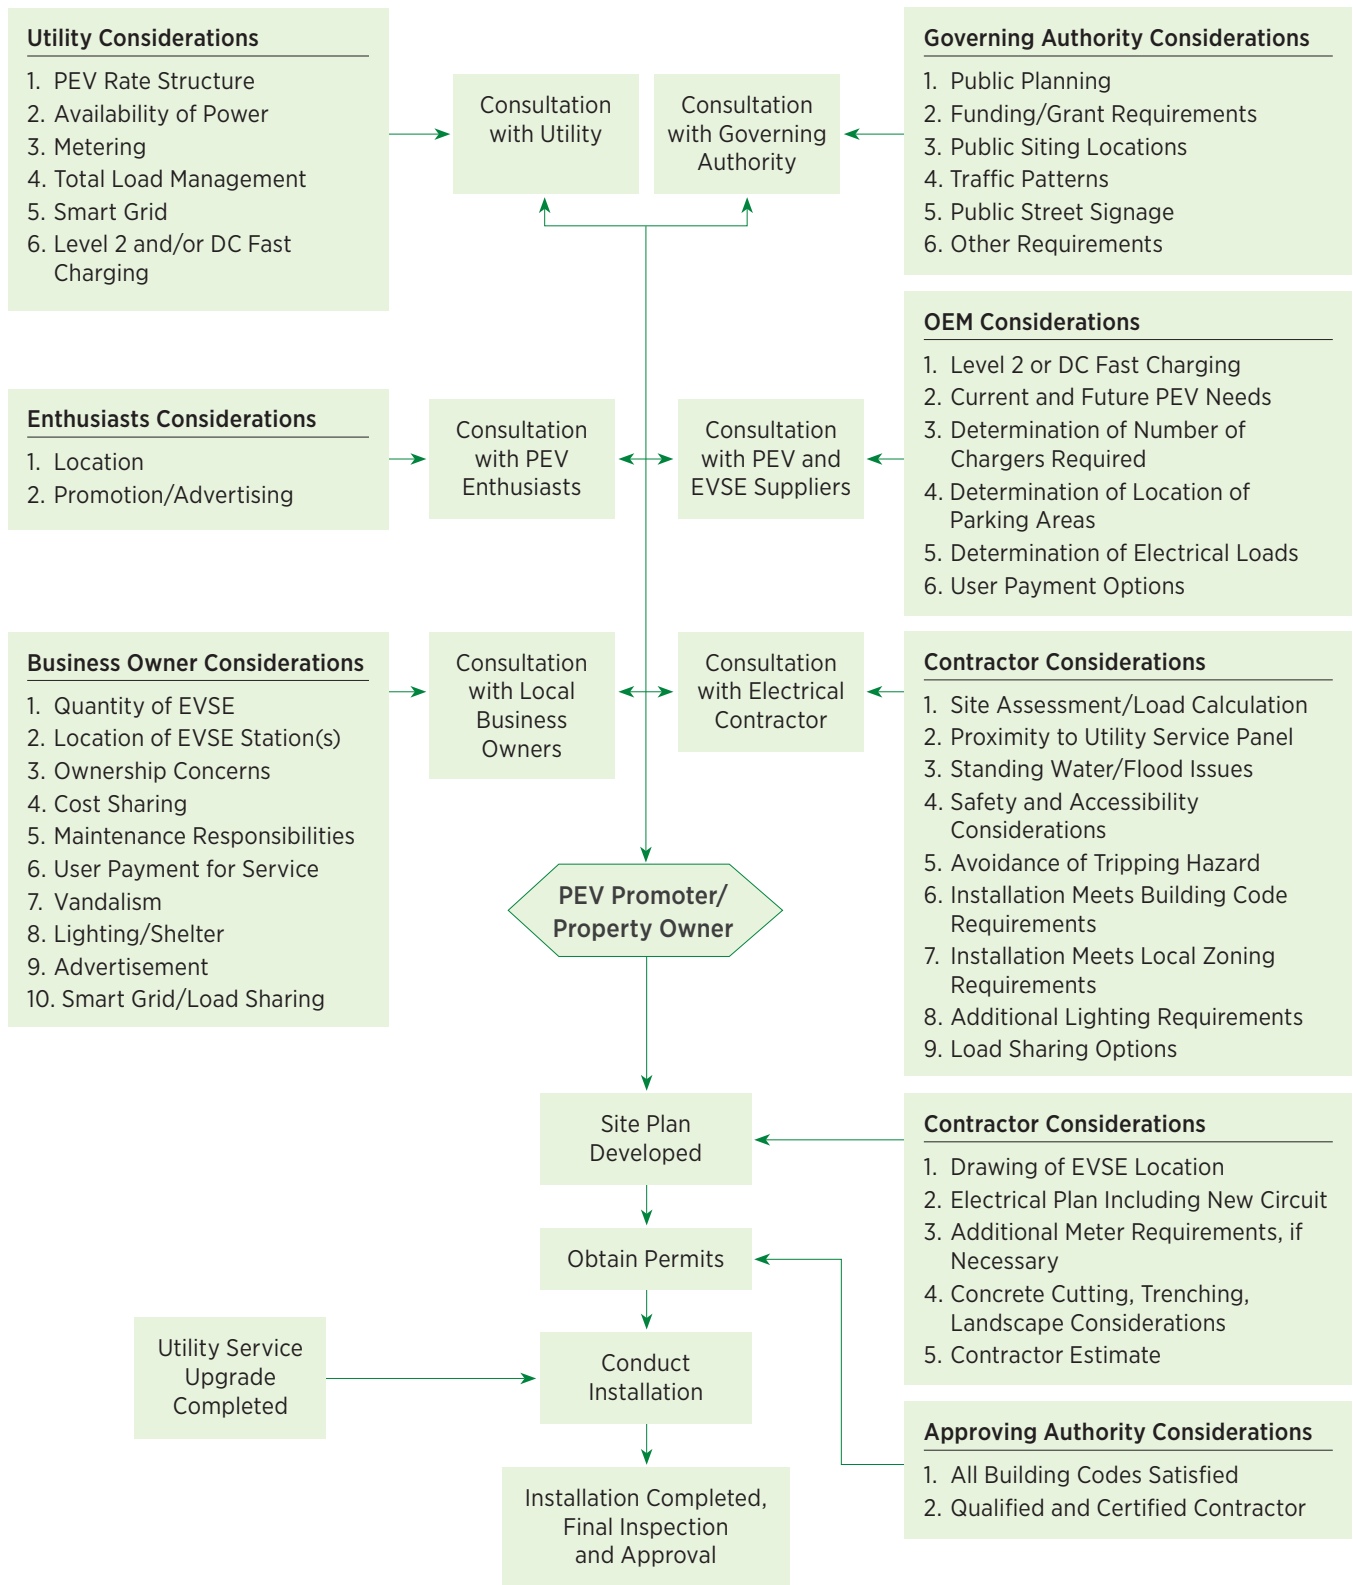 Utility Considerations
1. PEV Rate Structure
2. Availability of Power
3. Metering
4. Total Load Management
5. Smart Grid
6. Level 2 and/or DC Fast
Charging
Consultation
with Utility
Consultation
with Governing
Authority
Governing Authority Considerations
1. Public Planning
2. Funding/Grant Requirements
3. Public Siting Locations
4. Traffic Patterns
5. Public Street Signage
6. Other Requirements
Enthusiasts Considerations
1. Location
2. Promotion/Advertising
Consultation
with PEV
Enthusiasts
Consultation
with PEV and
EVSE Suppliers
OEM Considerations
1. Level 2 or DC Fast Charging
2. Current and Future PEV Needs
3. Determination of Number of
Chargers Required
4. Determination of Location of
Parking Areas
5. Determination of Electrical Loads
6. User Payment Options
Business Owner Considerations
1. Quantity of EVSE
2. Location of EVSE Station(s)
3. Ownership Concerns
4. Cost Sharing
5. Maintenance Responsibilities
6. User Payment for Service
7. Vandalism
8. Lighting/Shelter
9. Advertisement
10. Smart Grid/Load Sharing
Consultation
with Local
Business
Owners
Consultation
with Electrical
Contractor
Contractor Considerations
1. Site Assessment/Load Calculation
2. Proximity to Utility Service Panel
3. Standing Water/Flood Issues
4. Safety and Accessibility
Considerations
5. Avoidance of Tripping Hazard
6. Installation Meets Building Code
Requirements
7. Installation Meets Local Zoning
Requirements
8. Additional Lighting Requirements
9. Load Sharing Options
PEV Promoter/
Property Owner
Site Plan
Developed
Contractor Considerations
1. Drawing of EVSE Location
2. Electrical Plan Including New Circuit
3. Additional Meter Requirements, if
Necessary
4. Concrete Cutting, Trenching,
Landscape Considerations
5. Contractor Estimate
Obtain Permits
Utility Service
Upgrade
Completed
Conduct
Installation
Approving Authority Considerations
1. All Building Codes Satisfied
2. Qualified and Certified Contractor
Installation Completed,
Final Inspection
and Approval